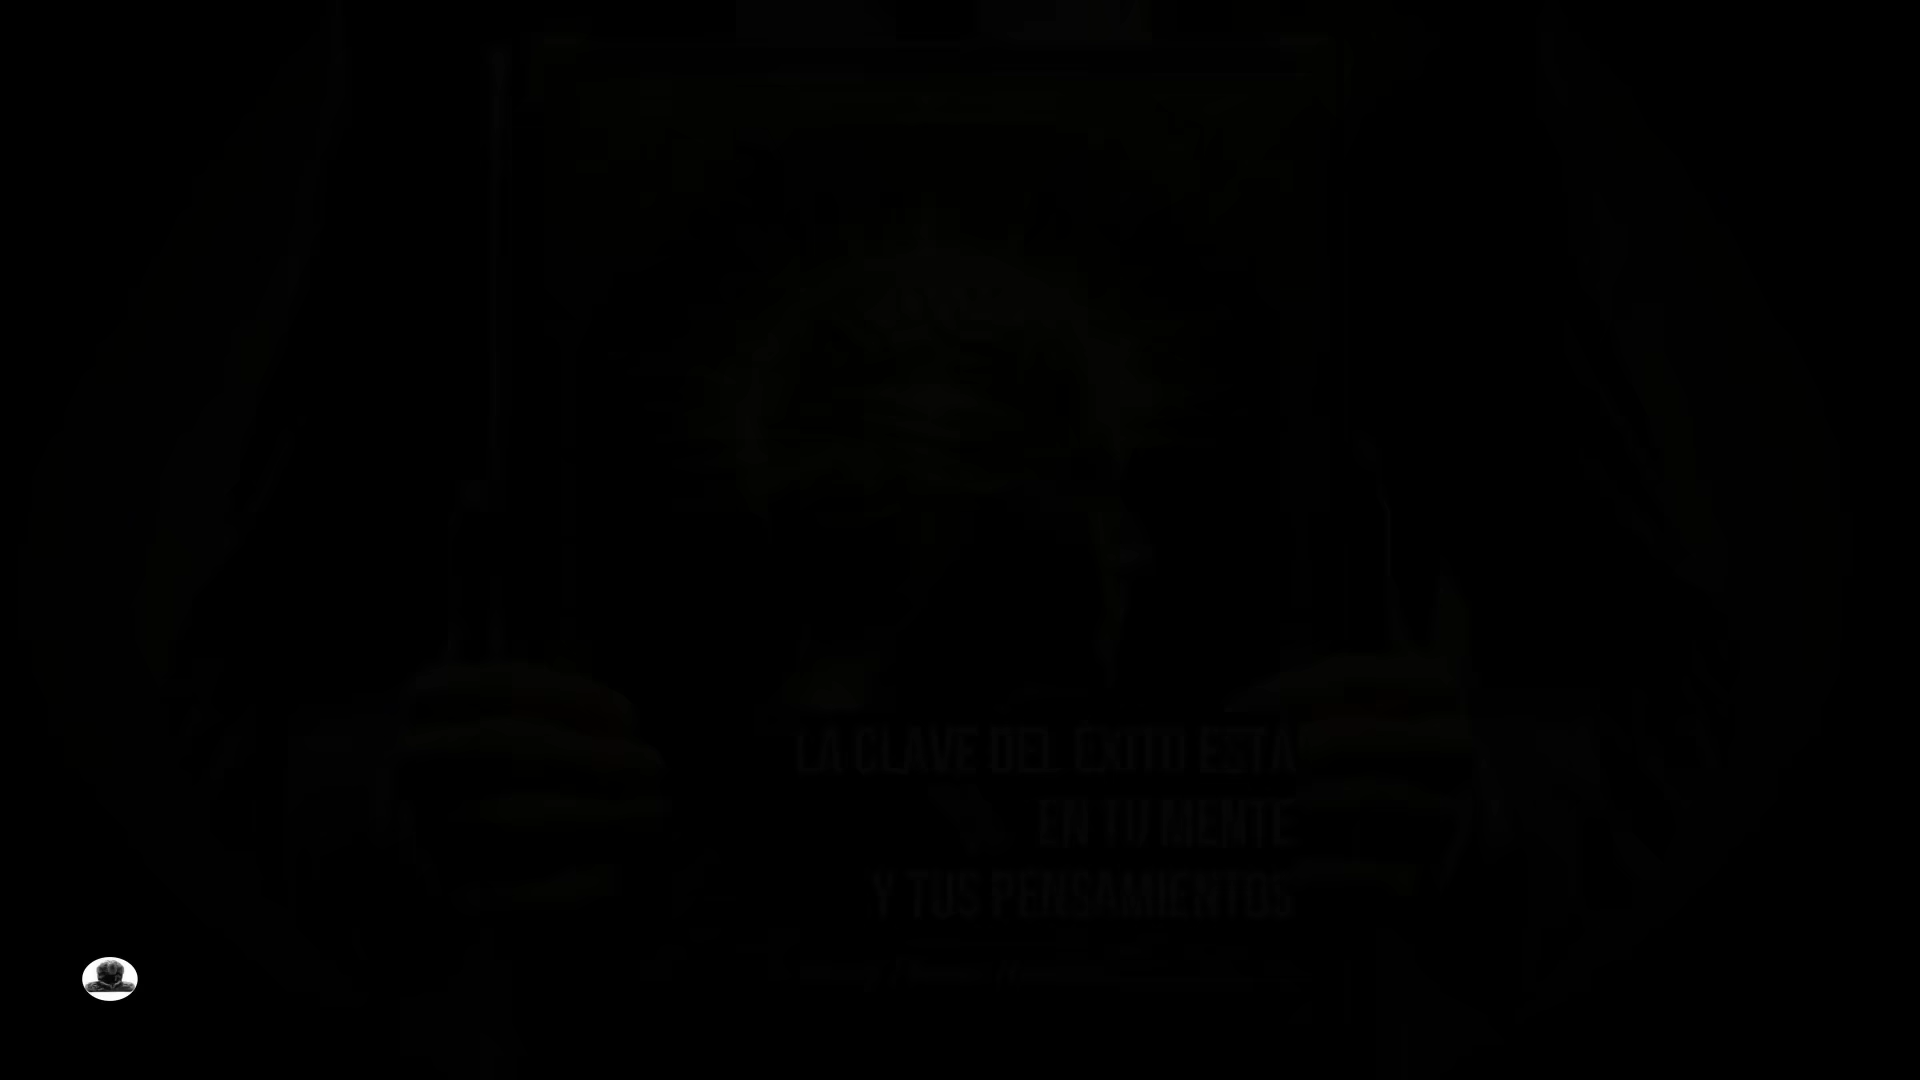 LA CLAVE DEL ÉXITO ESTÁ
EN TU MENTE
Y TUS PENSAMIENTOS